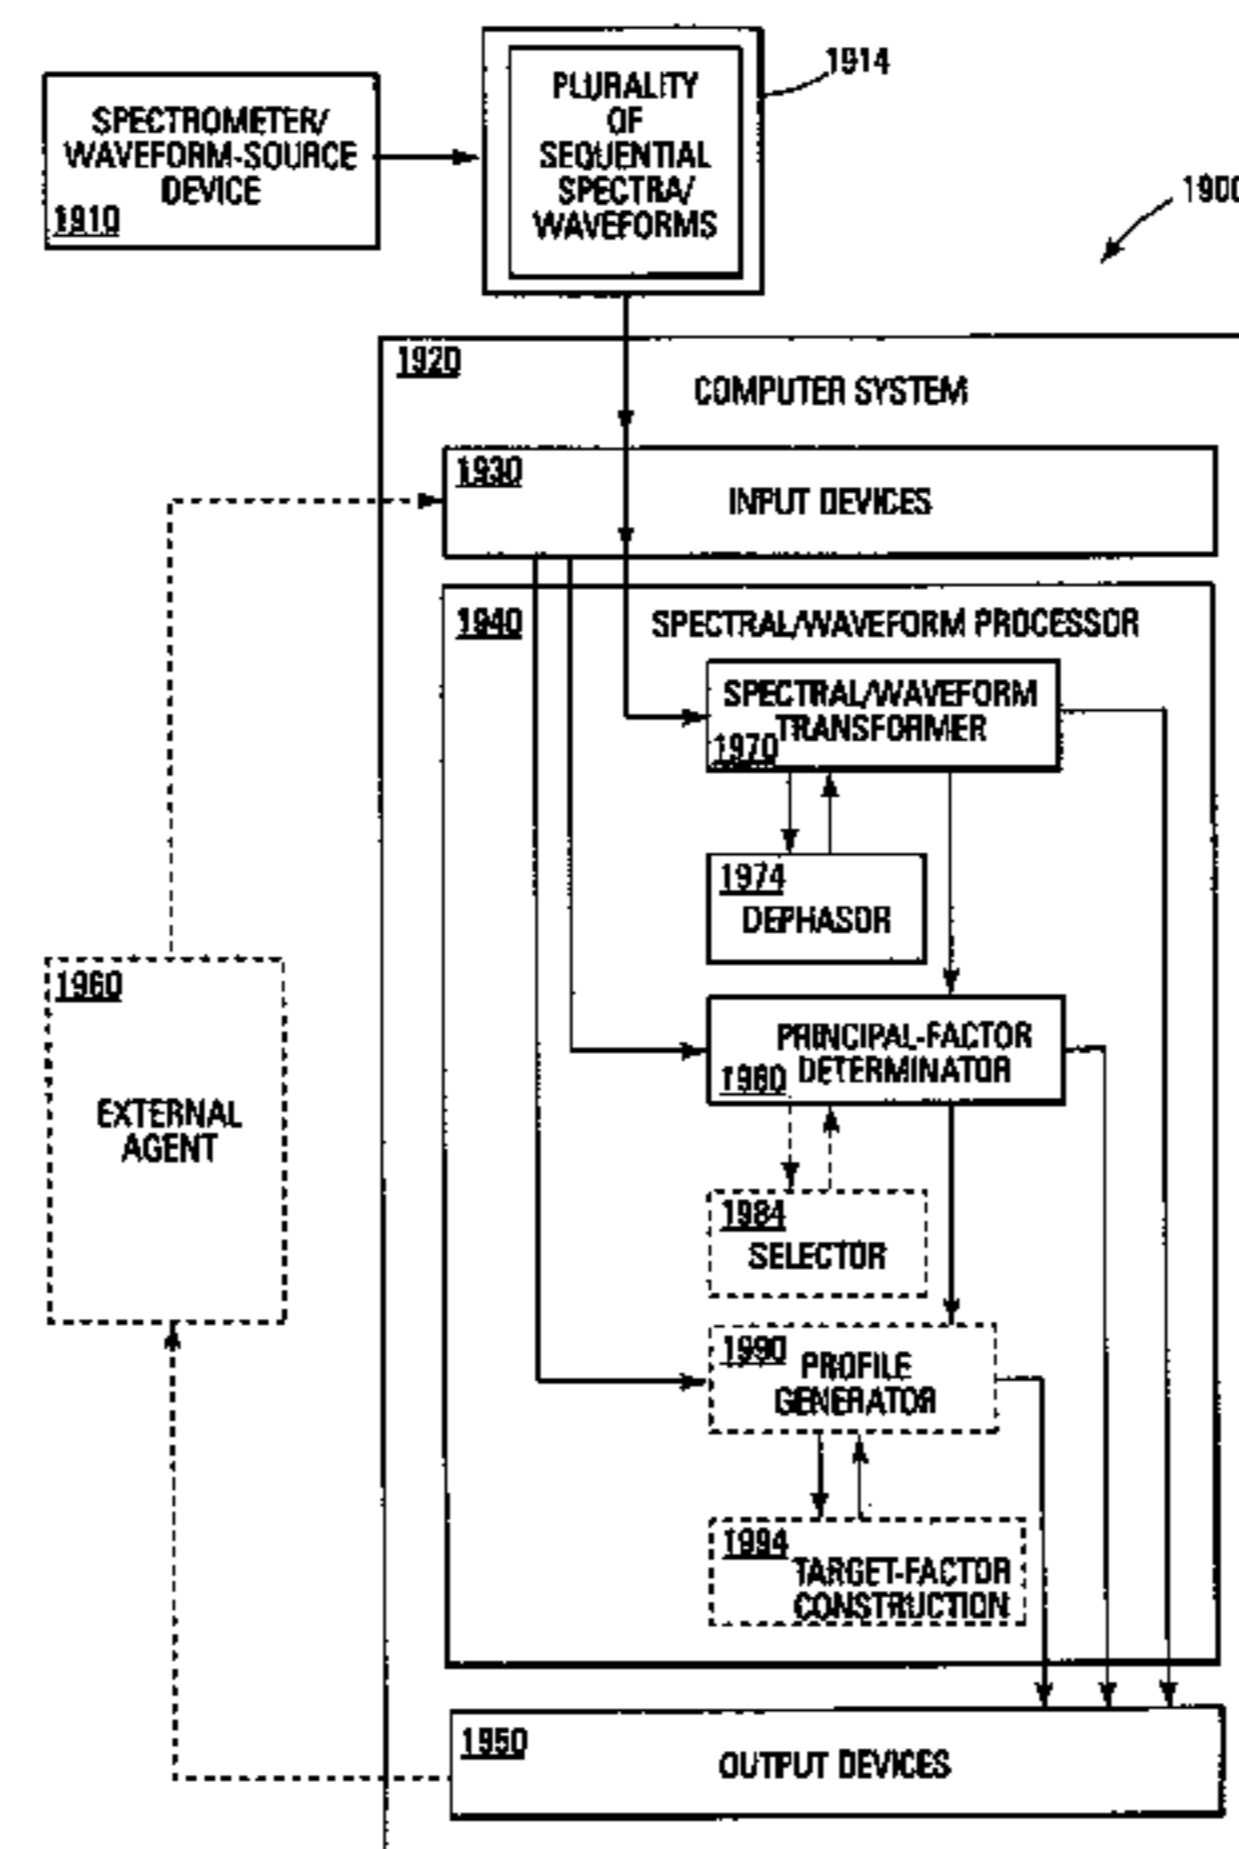 1914
PLURALITY
OF
SEQUENTIAL
SPECTRA/
WAVEFORMS
SPECTROMETER/
WAVEFORM-SOURCE
DEVICE
1910
1900
1920
COMPUTER SYSTEM
1930
INPUT DEVICES
1940
SPECTRAL/WAVEFORM PROCESSOR
SPECTRAL/WAVEFORM
TRANSFORMER
1970
1974
DEPHASOR
1960
EXTERNAL
AGENT
PRINCIPAL-FACTOR
DETERMINATOR
1980
1984
SELECTOR
1990
PROFILE
GENERATOR
1994
TARGET-FACTOR
CONSTRUCTION
1950
OUTPUT DEVICES